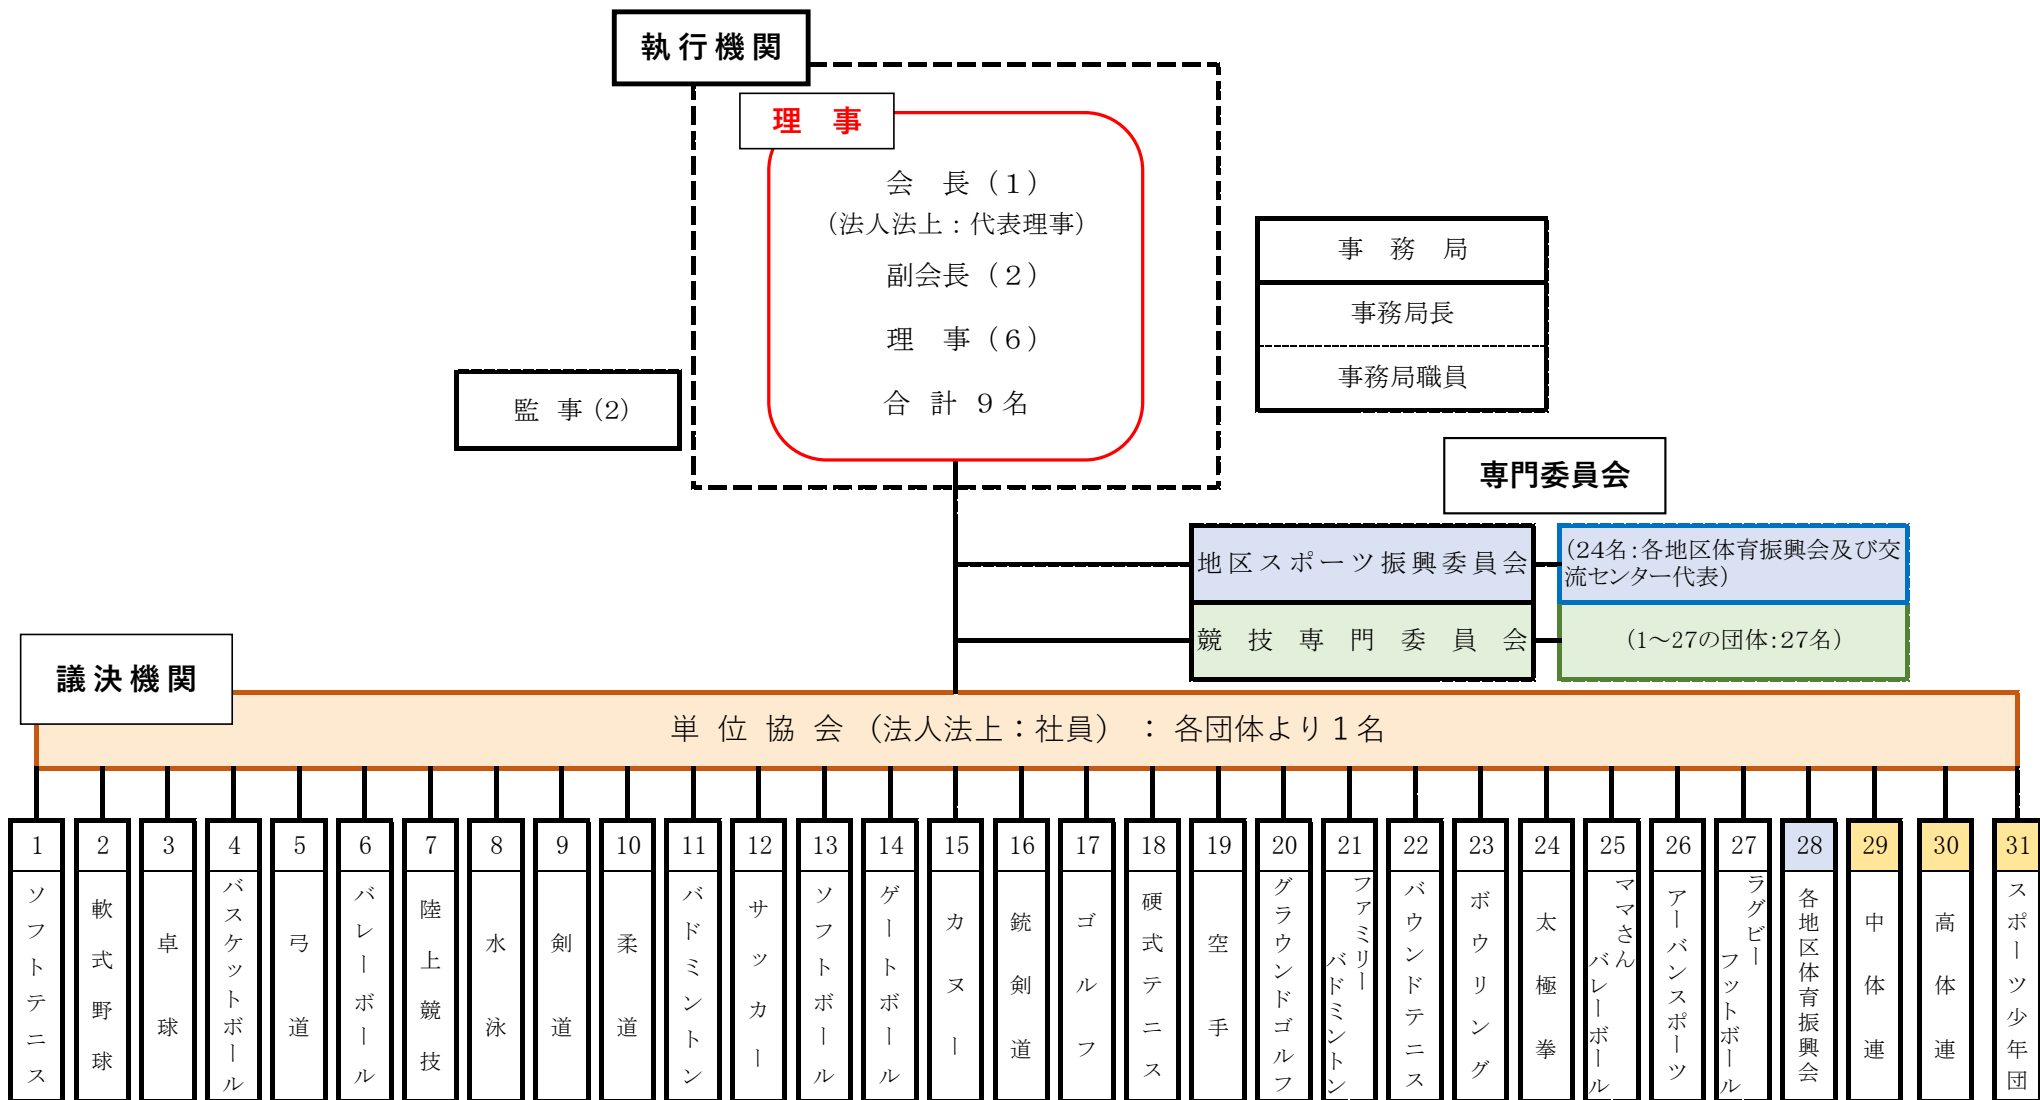 執行機関
理　事
会　長（１）
（法人法上：代表理事）
副会長（２）
理　事（６）
合 計 ９名
監 事（2）
事　務　局
事務局長
事務局職員
専門委員会
地区スポーツ振興委員会
（24名：各地区体育振興会及び交
流センター代表）
競技専門委員会
（1～27の団体：27名）
議決機関
単 位 協 会 （法人法上：社員） ： 各団体より１名
1
ソフトテニス
2
軟式野球
3
卓球
4
バスケットボール
5
弓道
6
バレーボール
7
陸上競技
8
水泳
9
剣道
10
柔道
11
バドミントン
12
サッカー
13
ソフトボール
14
ゲートボール
15
カヌー
16
銃剣道
17
ゴルフ
18
硬式テニス
19
空手
20
グラウンドゴルフ
21
ファミリー
バドミントン
22
バウンドテニス
23
ボウリング
24
太極拳
25
ママさん
バレーボール
26
アーバンスポーツ
27
ラグビー
フットボール
28
各地区体育振興会
29
中体連
30
高体連
31
スポーツ少年団